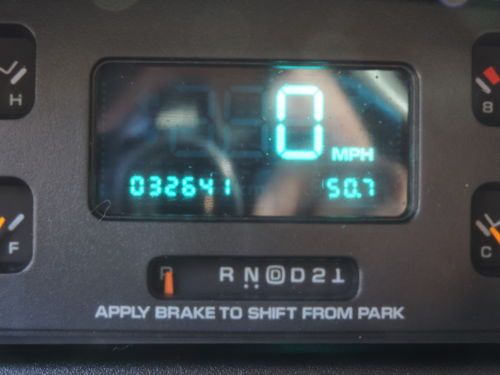 H
0
MPH
8
032641 50.7
F
C
P R N D D 2 1
APPLY BRAKE TO SHIFT FROM PARK